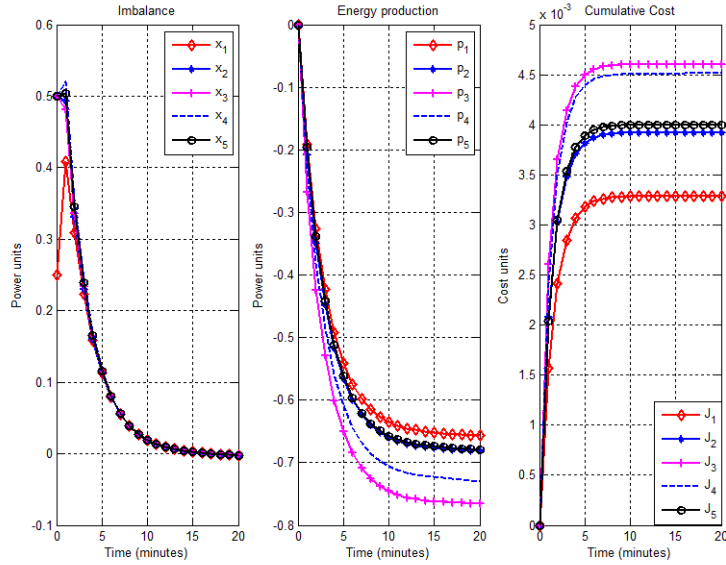 Imbalance
0.6
0.5
0.4
0.3
0.2
0.1
0
-0.1
0
5
10
15
20
Power units
Time (minutes)
x1
x2
x3
x4
x5
Energy production
0
-0.1
-0.2
-0.3
-0.4
-0.5
-0.6
-0.7
-0.8
0
5
10
15
20
Power units
Time (minutes)
p1
p2
p3
p4
p5
Cumulative Cost
x 10^-3
5
4.5
4
3.5
3
2.5
2
1.5
1
0.5
0
0
5
10
15
20
Cost units
Time (minutes)
J1
J2
J3
J4
J5